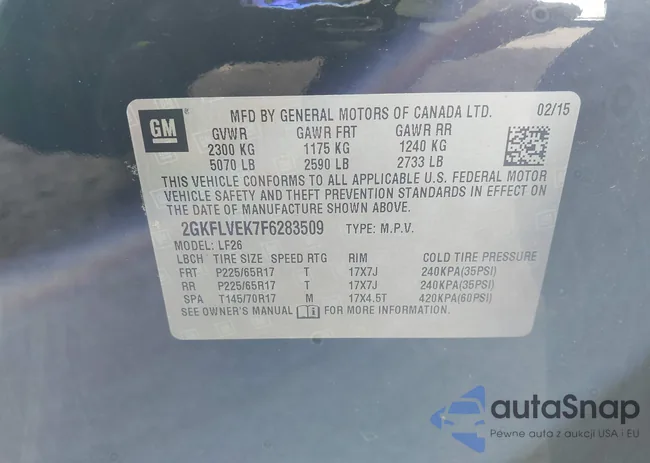 GM
MFD BY GENERAL MOTORS OF CANADA LTD. 02/15
GVWR GAWR FRT GAWR RR
2300 KG 1175 KG 1240 KG
5070 LB 2590 LB 2733 LB
THIS VEHICLE CONFORMS TO ALL APPLICABLE U.S. FEDERAL MOTOR
VEHICLE SAFETY AND THEFT PREVENTION STANDARDS IN EFFECT ON
THE DATE OF MANUFACTURE SHOWN ABOVE.
2GKFLVEK7F6283509 TYPE: M.P.V.
MODEL: LF26
LBCH TIRE SIZE SPEED RTG RIM COLD TIRE PRESSURE
FRT P225/65R17 T 17X7J 240KPA(35PSI)
RR P225/65R17 T 17X7J 240KPA(35PSI)
SPA T145/70R17 M 17X4.5T 420KPA(60PSI)
SEE OWNER'S MANUAL FOR MORE INFORMATION
autaSnap
Pewne auta z aukcji USA i EU